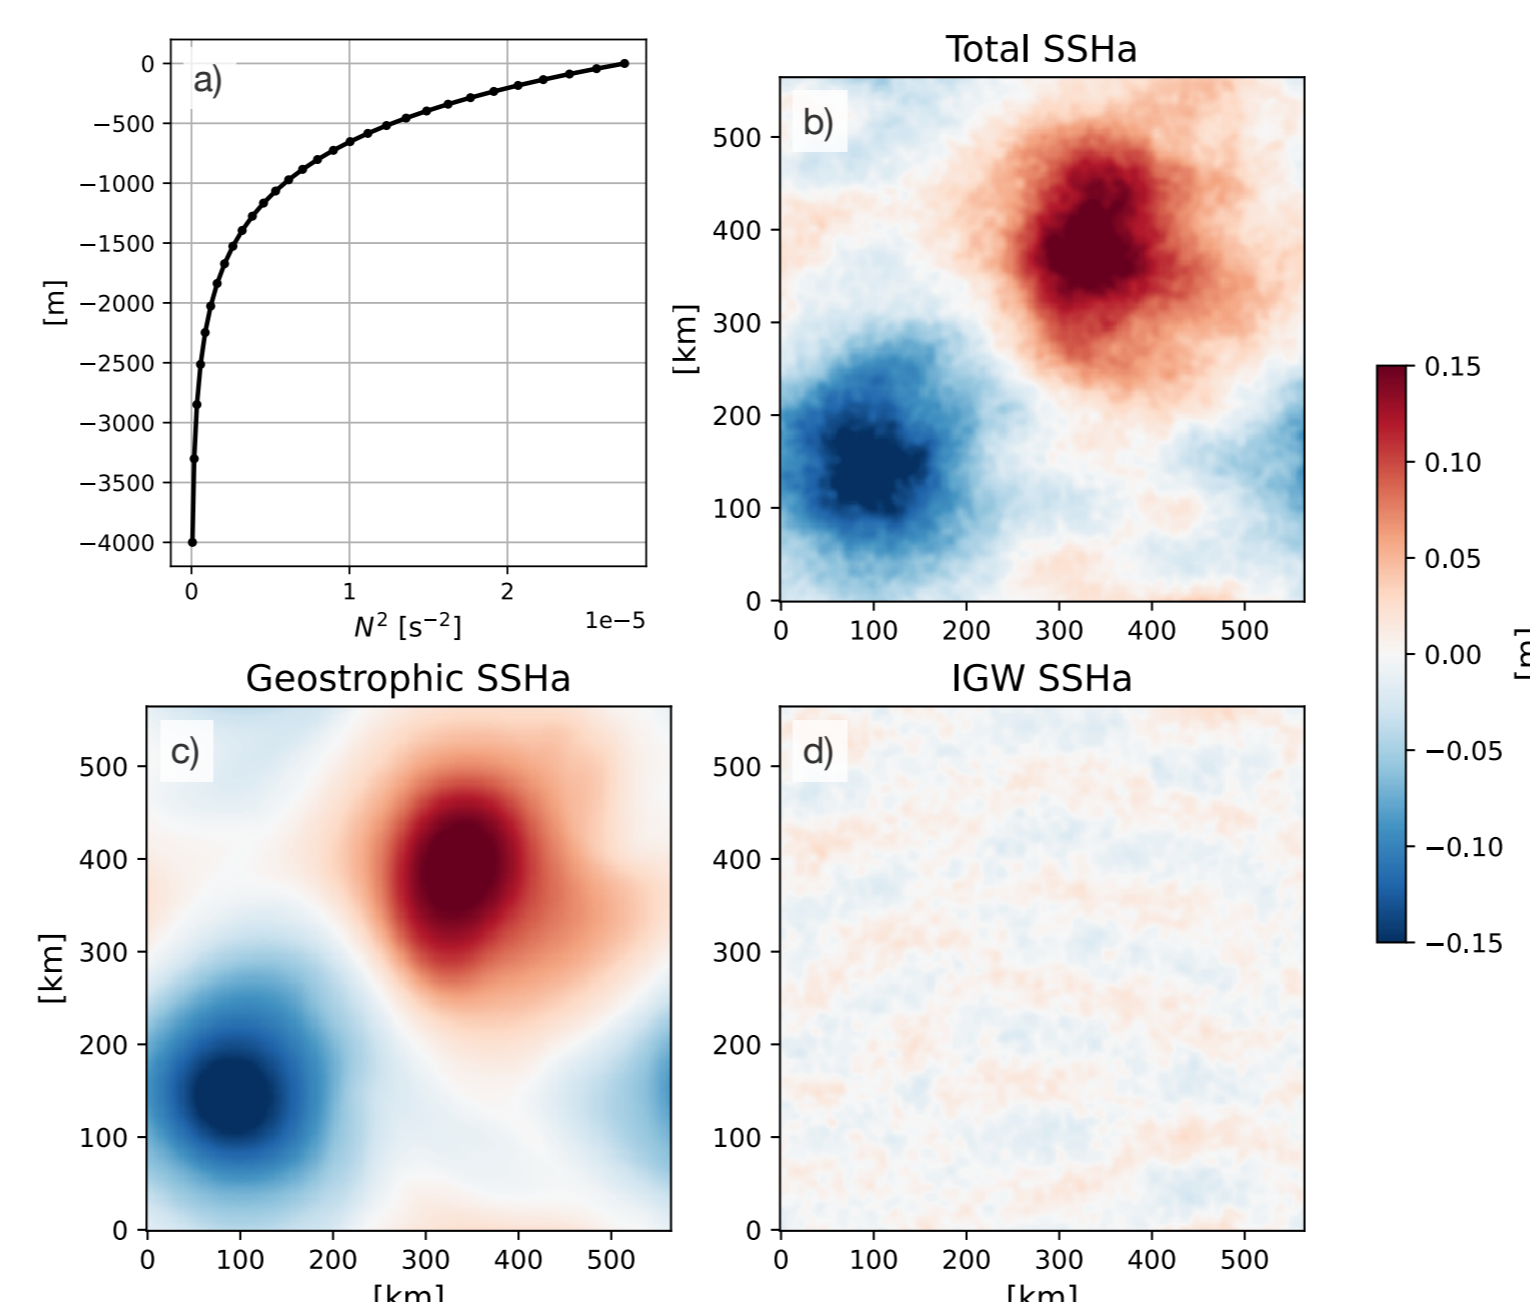 a)
0
−500
−1000
−1500
−2000
−2500
−3000
−3500
−4000
[m]
0 1 2
1e−5
N² [s⁻²]
Total SSHa
b)
500
400
300
200
100
0
[km]
0 100 200 300 400 500
Geostrophic SSHa
c)
500
400
300
200
100
0
[km]
0 100 200 300 400 500
[km]
IGW SSHa
d)
500
400
300
200
100
0
0 100 200 300 400 500
[km]
0.15
0.10
0.05
0.00
−0.05
−0.10
−0.15
[m]